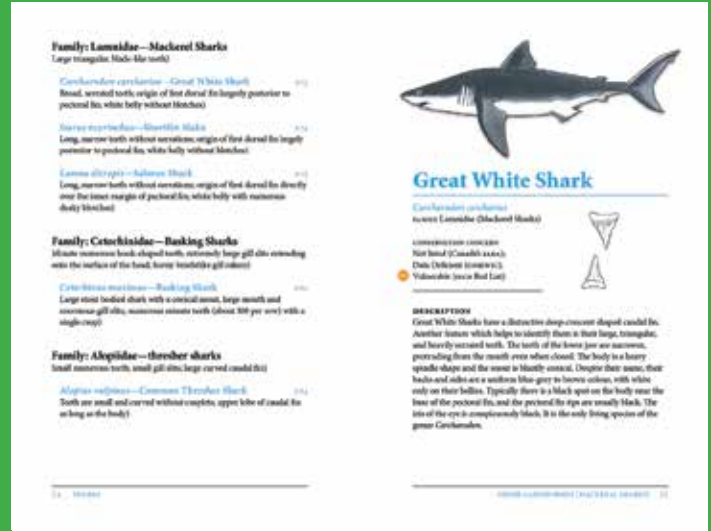 Family: Lamnidae—Mackerel Sharks
Large triangular, blade-like teeth)
Carcharodon carcharias—Great White Shark
Broad, serrated teeth; origin of first dorsal fin largely posterior to
pectoral fin; white belly without blotches)
Isurus oxyrinchus—Shortfin Mako
Long, narrow teeth without serrations; origin of first dorsal fin largely
posterior to pectoral fin, white belly without blotches)
Lamna ditropis—Salmon Shark
Long, narrow teeth without serrations; origin of first dorsal fin directly
over the inner margin of pectoral fin; white belly with numerous
dusky blotches)
Family: Cetorhinidae—Basking Sharks
Minute numerous hook-shaped teeth; extremely large gill slits extending
onto the surface of the head; horny bristlelike gill rakers)
Cetorhinus maximus—Basking Shark
Large stout bodied shark with a conical snout, large mouth and
enormous gill slits, numerous minute teeth (about 200 per row) with a
single cusp)
Family: Alopiidae—thresher sharks
Small numerous teeth, small gill slits; large curved caudal fin)
Alopias vulpinus—Common Thresher Shark
Teeth are small and curved without cusplets; upper lobe of caudal fin
as long as the body)
Great White Shark
Carcharodon carcharias
FAMILY Lamnidae (Mackerel Sharks)
CONSERVATION CONCERN
Not listed (Canada's SARA);
Data Deficient (COSEWIC);
Vulnerable (IUCN Red List)
DESCRIPTION
Great White Sharks have a distinctive deep crescent-shaped caudal fin.
Another feature which helps to identify them is their large, triangular,
and heavily serrated teeth. The teeth of the lower jaw are narrower,
protruding from the mouth even when closed. The body is a heavy
spindle shape and the snout is bluntly conical. Despite their name, their
backs and sides are a uniform blue-grey to brown colour, with white
only on their bellies. Typically there is a black spot on the body near the
base of the pectoral fin, and the pectoral fin tips are usually black. The
iris of the eye is conspicuously black. It is the only living species of the
genus Carcharodon.